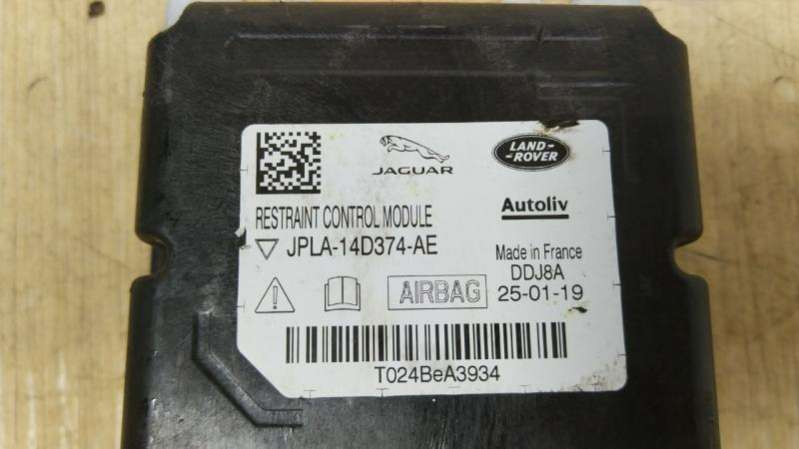 JAGUAR
LAND-
-ROVER
RESTRAINT CONTROL MODULE
Autoliv
JPLA-14D374-AE
Made in France
DDJ8A
AIRBAG
25-01-19
T024BeA3934